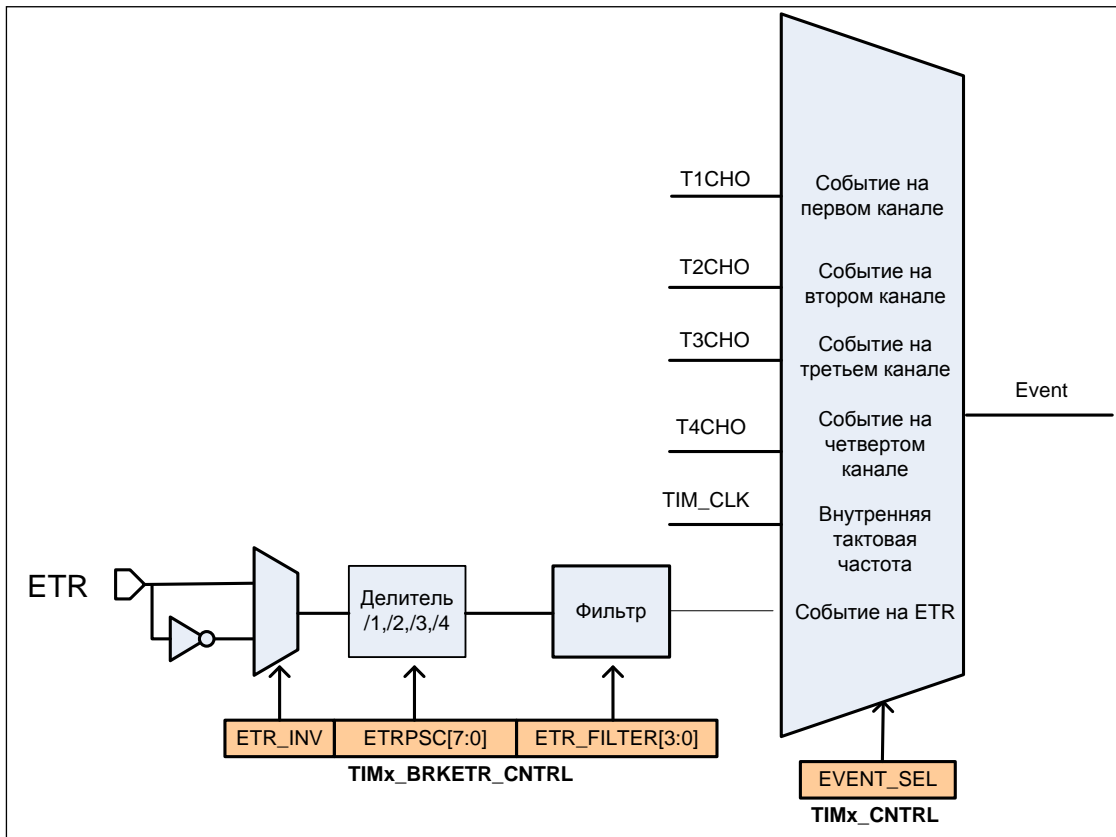 T1CHO
Событие на
первом канале
T2CHO
Событие на
втором канале
T3CHO
Событие на
третьем канале
Event
T4CHO
Событие на
четвертом
канале
TIM_CLK
Внутренняя
тактовая
частота
ETR
Делитель
/1,/2,/3,/4
Фильтр
Событие на ETR
ETR_INV
ETRPSC[7:0]
ETR_FILTER[3:0]
TIMx_BRKETR_CNTRL
EVENT_SEL
TIMx_CNTRL